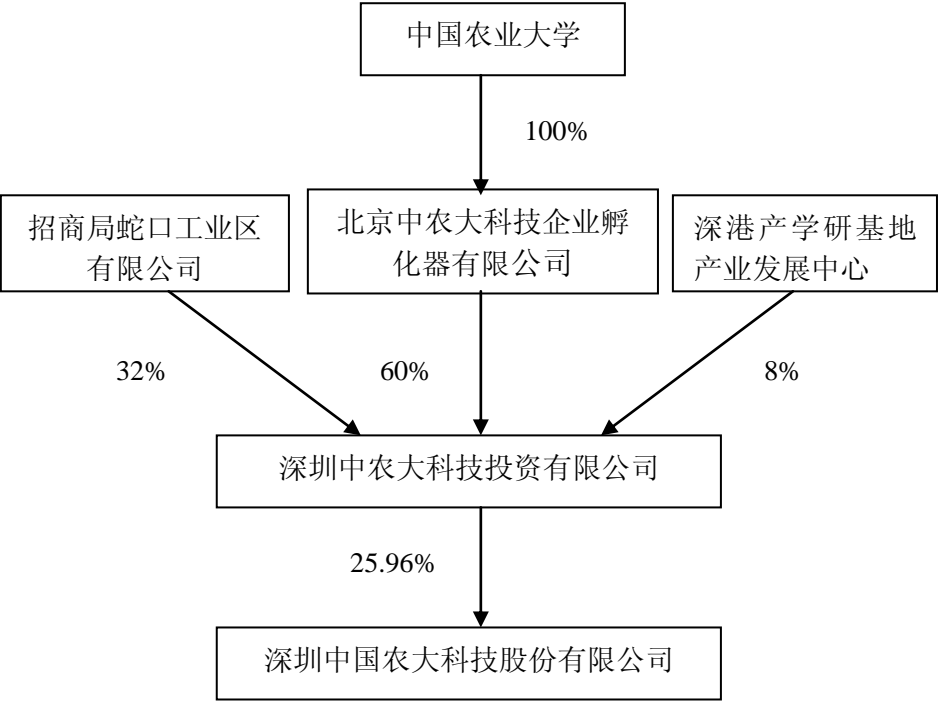 中国农业大学
100%
招商局蛇口工业区
有限公司
北京中农大科技企业孵
化器有限公司
深港产学研基地
产业发展中心
32%
60%
8%
深圳中农大科技投资有限公司
25.96%
深圳中国农大科技股份有限公司